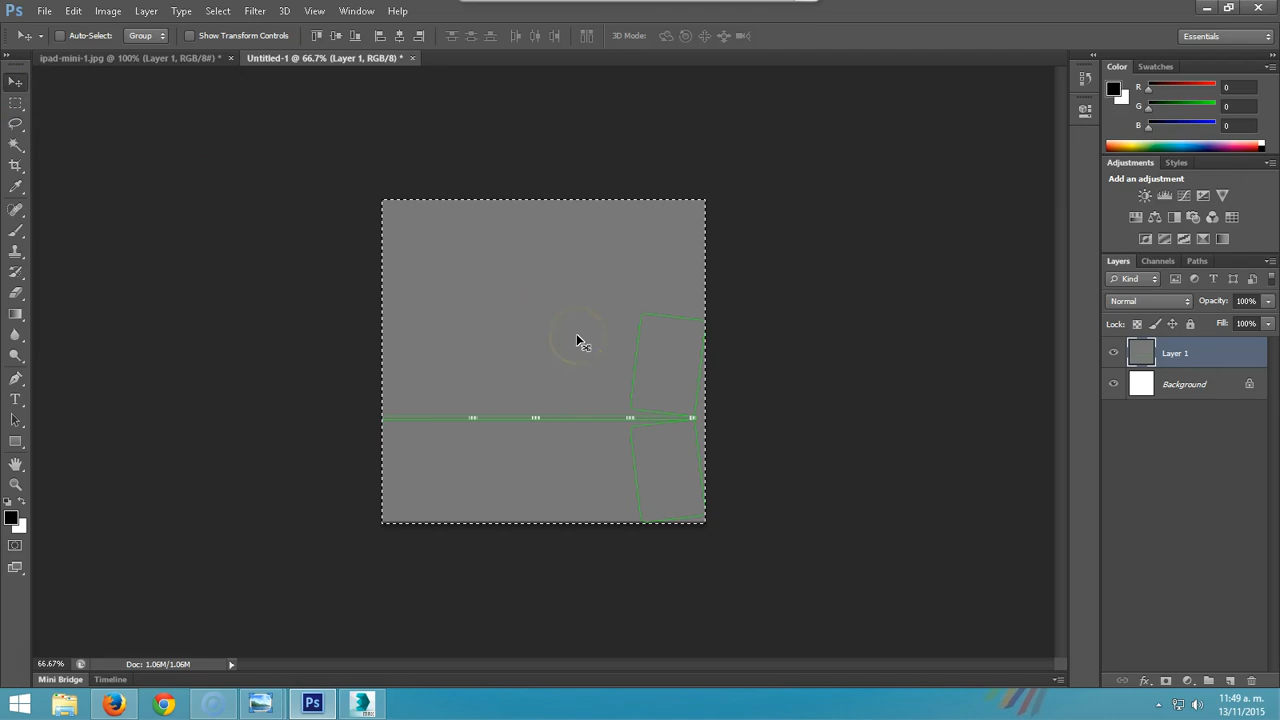 Ps File Edit Image Layer Type Select Filter 3D View Window Help
Auto-Select: Group Show Transform Controls 3D Mode: Essentials
ipad-mini-1.jpg @ 100% (Layer 1, RGB/8#) * × Untitled-1 @ 66.7% (Layer 1, RGB/8) * ×
Color Swatches
R 0
G 0
B 0
Adjustments Styles
Add an adjustment
Layers Channels Paths
Kind
Normal Opacity: 100%
Lock: Fill: 100%
Layer 1
Background
66.67% Doc: 1.06M/1.06M
Mini Bridge Timeline
11:49 a. m.
13/11/2015